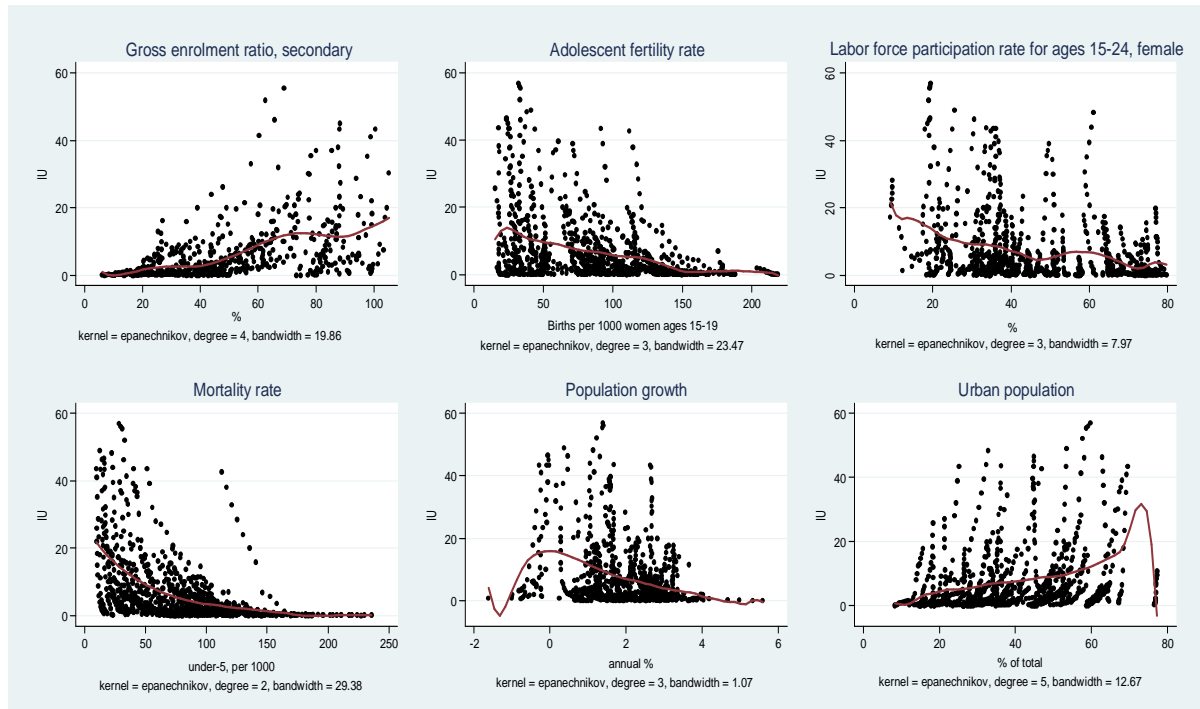 Gross enrolment ratio, secondary
60
40
20
0
IU
0 20 40 60 80 100
%
kernel = epanechnikov, degree = 4, bandwidth = 19.86
Adolescent fertility rate
60
40
20
0
IU
0 50 100 150 200
Births per 1000 women ages 15-19
kernel = epanechnikov, degree = 3, bandwidth = 23.47
Labor force participation rate for ages 15-24, female
60
40
20
0
IU
0 20 40 60 80
%
kernel = epanechnikov, degree = 3, bandwidth = 7.97
Mortality rate
60
40
20
0
IU
0 50 100 150 200 250
under-5, per 1000
kernel = epanechnikov, degree = 2, bandwidth = 29.38
Population growth
60
40
20
0
IU
-2 0 2 4 6
annual %
kernel = epanechnikov, degree = 3, bandwidth = 1.07
Urban population
60
40
20
0
IU
0 20 40 60 80
% of total
kernel = epanechnikov, degree = 5, bandwidth = 12.67